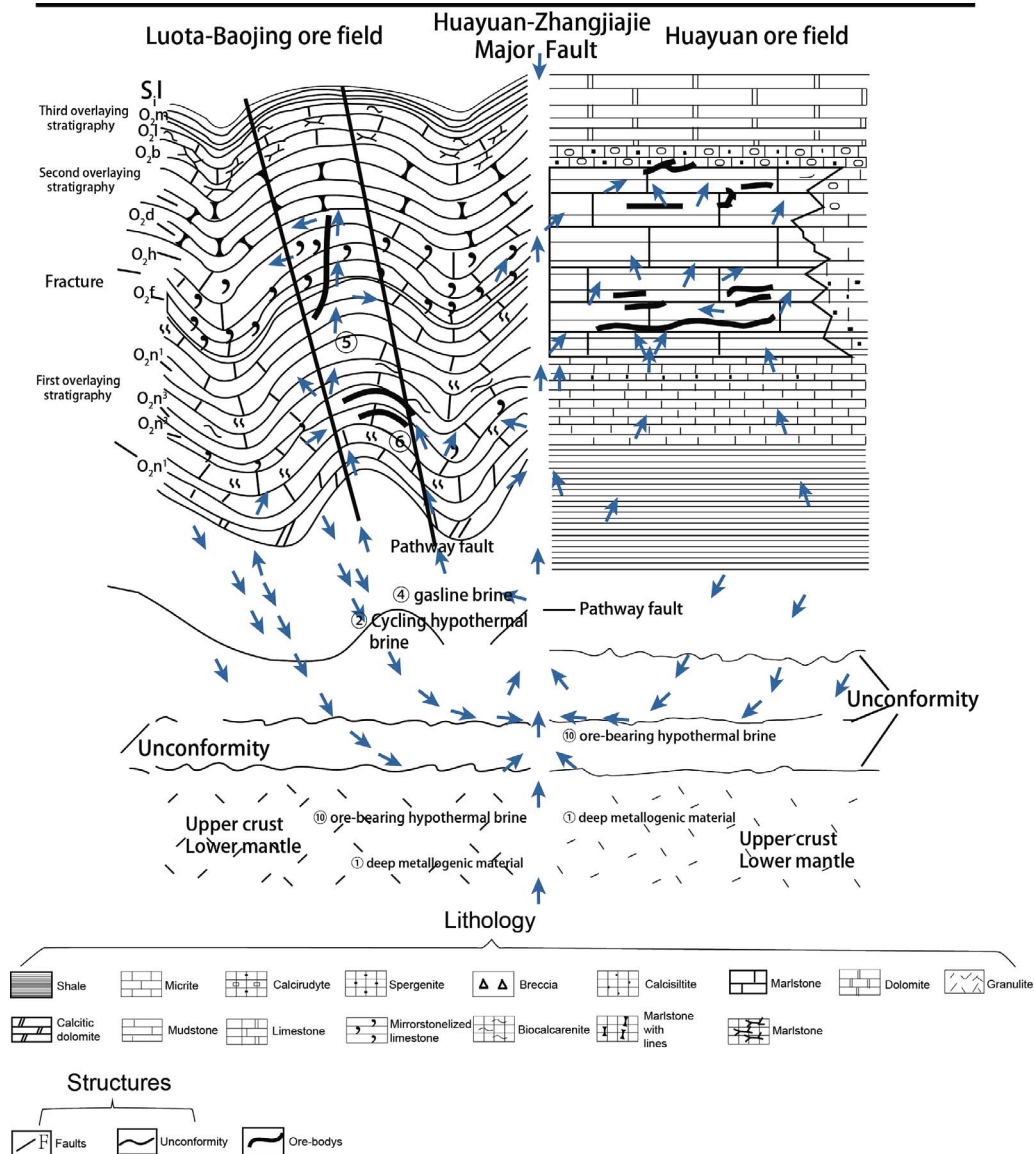 Luota-Baojing ore field
Huayuan-Zhangjiajie
Major Fault
Huayuan ore field
S₁l
Third overlaying
stratigraphy
O₂m
O₂l
O₂b
Second overlaying
stratigraphy
O₂d
O₂h
Fracture
O₂f
O₂n¹
First overlaying
stratigraphy
O₂n³
O₂n²
O₂n¹
⑤
⑥
Pathway fault
④ gasline brine
② Cycling hypothermal
brine
Pathway fault
Unconformity
Unconformity
⑩ ore-bearing hypothermal brine
⑩ ore-bearing hypothermal brine
① deep metallogenic material
Upper crust
Lower mantle
Upper crust
Lower mantle
① deep metallogenic material
Lithology
Shale
Micrite
Calcirudyte
Spergenite
Breccia
Calcisiltite
Marlstone
Dolomite
Granulite
Calcitic
dolomite
Mudstone
Limestone
Mirrorstonelized
limestone
Biocalcarenite
Marlstone
with
lines
Marlstone
Structures
F Faults
Unconformity
Ore-bodys